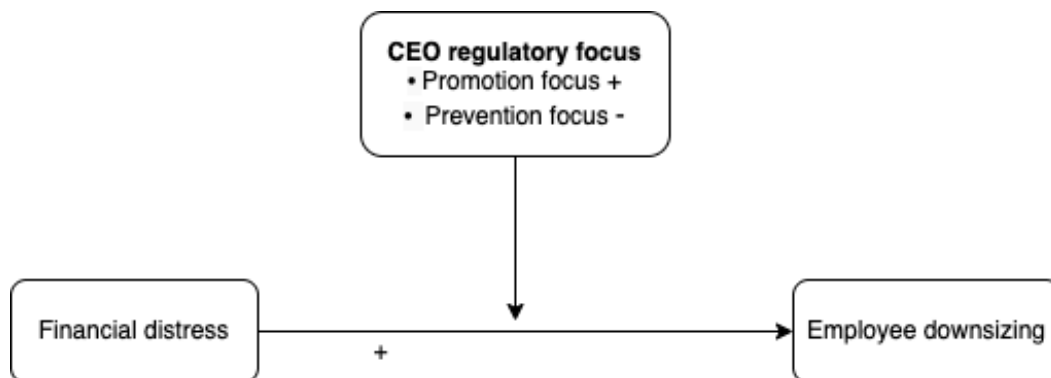 CEO regulatory focus
• Promotion focus +
• Prevention focus -
Financial distress
+
Employee downsizing